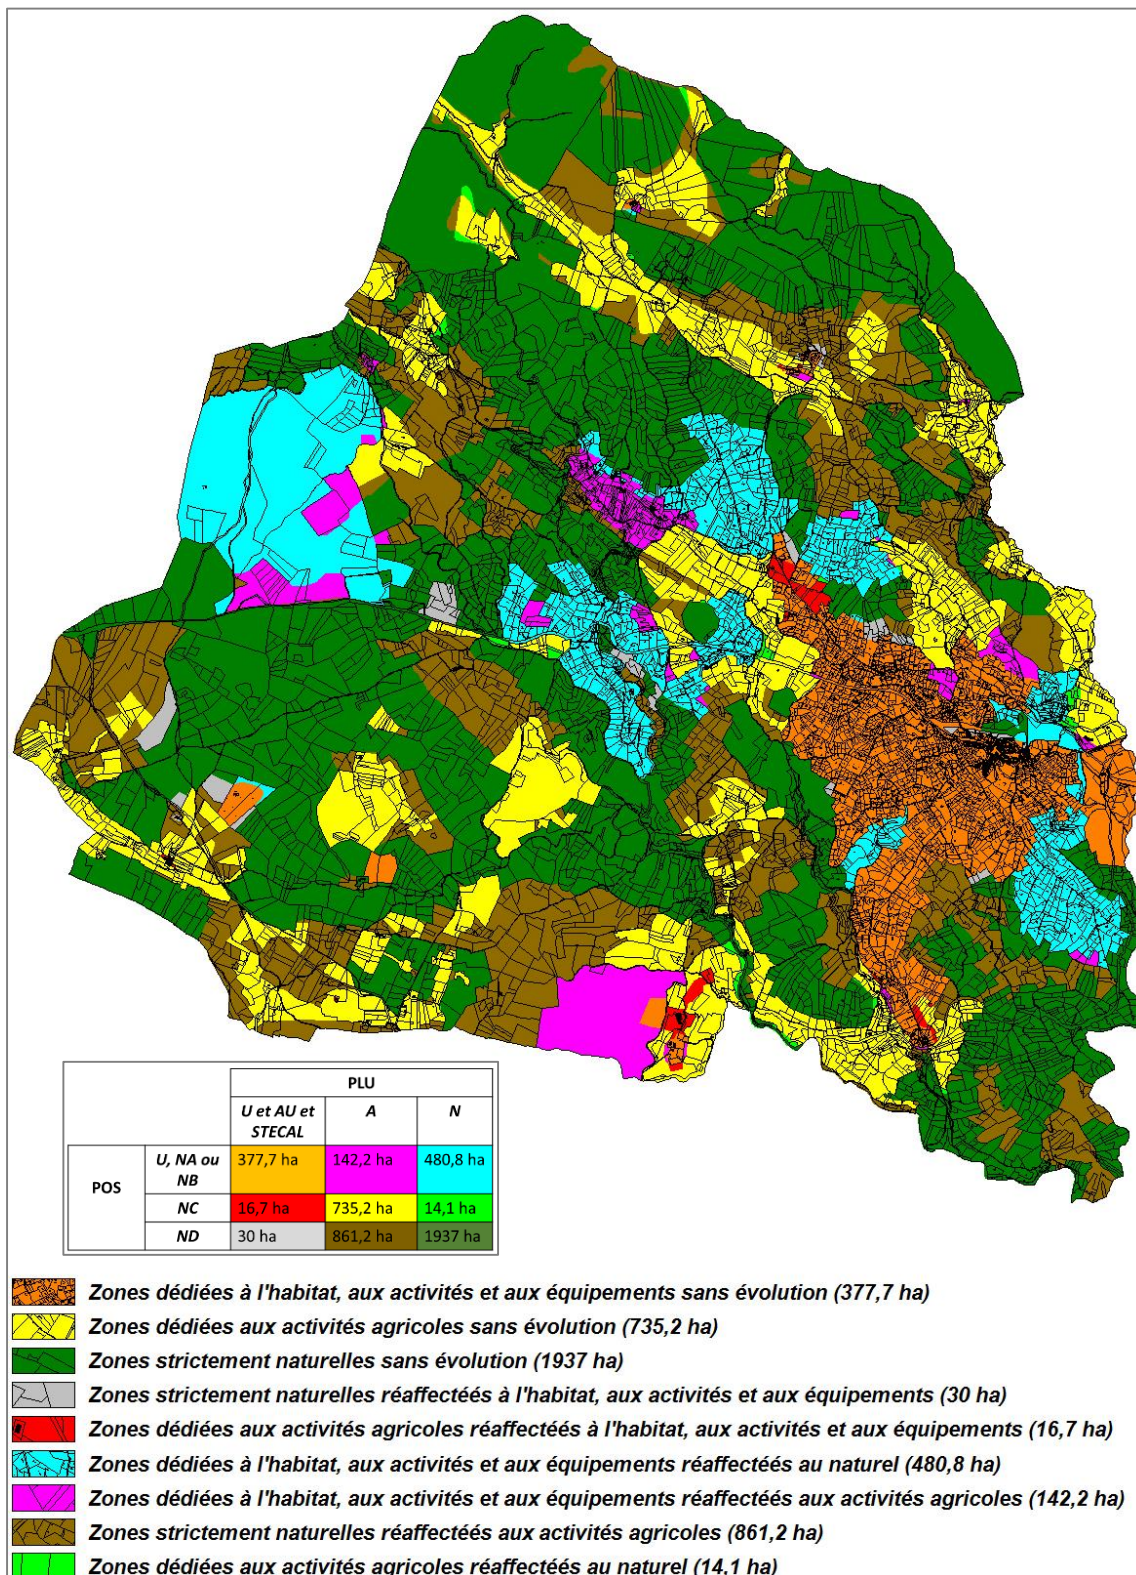 PLU
U et AU et STECAL
A
N
POS
U, NA ou NB
377,7 ha
142,2 ha
480,8 ha
NC
16,7 ha
735,2 ha
14,1 ha
ND
30 ha
861,2 ha
1937 ha
Zones dédiées à l'habitat, aux activités et aux équipements sans évolution (377,7 ha)
Zones dédiées aux activités agricoles sans évolution (735,2 ha)
Zones strictement naturelles sans évolution (1937 ha)
Zones strictement naturelles réaffectéés à l'habitat, aux activités et aux équipements (30 ha)
Zones dédiées aux activités agricoles réaffectéés à l'habitat, aux activités et aux équipements (16,7 ha)
Zones dédiées à l'habitat, aux activités et aux équipements réaffectéés au naturel (480,8 ha)
Zones dédiées à l'habitat, aux activités et aux équipements réaffectéés aux activités agricoles (142,2 ha)
Zones strictement naturelles réaffectéés aux activités agricoles (861,2 ha)
Zones dédiées aux activités agricoles réaffectéés au naturel (14,1 ha)